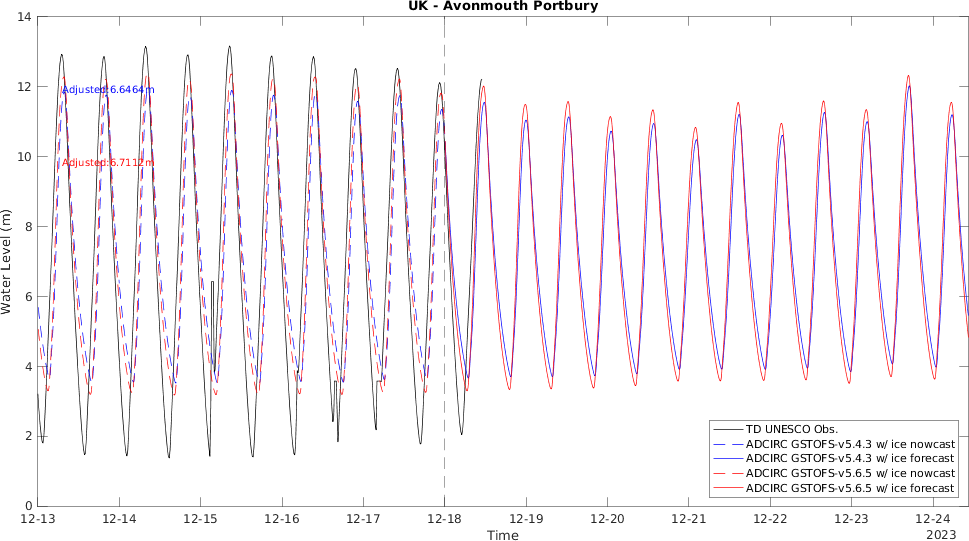 UK - Avonmouth Portbury
14
12
10
8
6
4
2
0
Water Level (m)
Adjusted:6.6464m
Adjusted:6.7112m
TD UNESCO Obs.
ADCIRC GSTOFS-v5.4.3 w/ ice nowcast
ADCIRC GSTOFS-v5.4.3 w/ ice forecast
ADCIRC GSTOFS-v5.6.5 w/ ice nowcast
ADCIRC GSTOFS-v5.6.5 w/ ice forecast
12-13 12-14 12-15 12-16 12-17 12-18 12-19 12-20 12-21 12-22 12-23 12-24
Time
2023